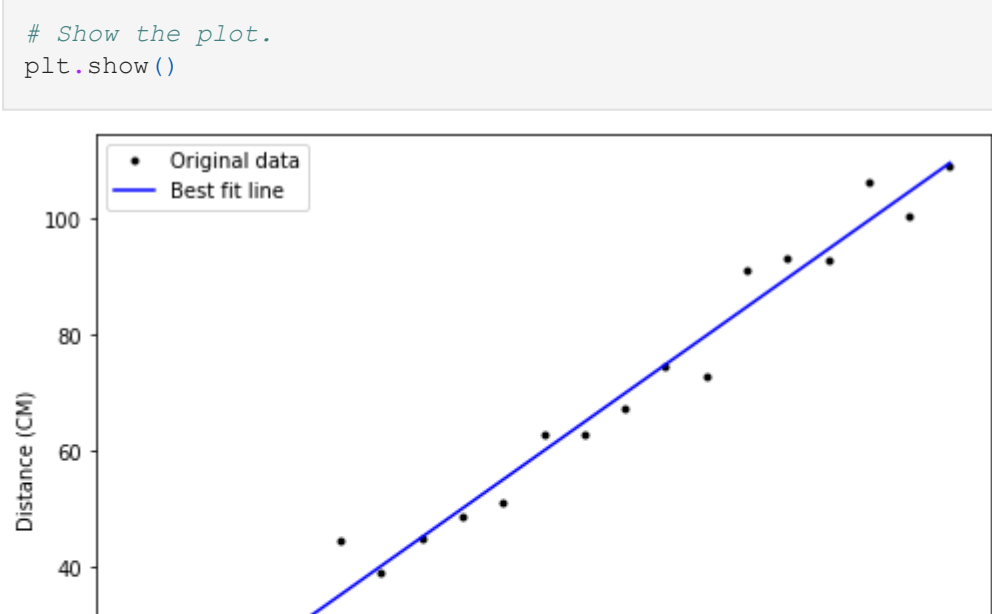 # Show the plot.
plt.show()
Original data
Best fit line
100
80
60
40
Distance (CM)